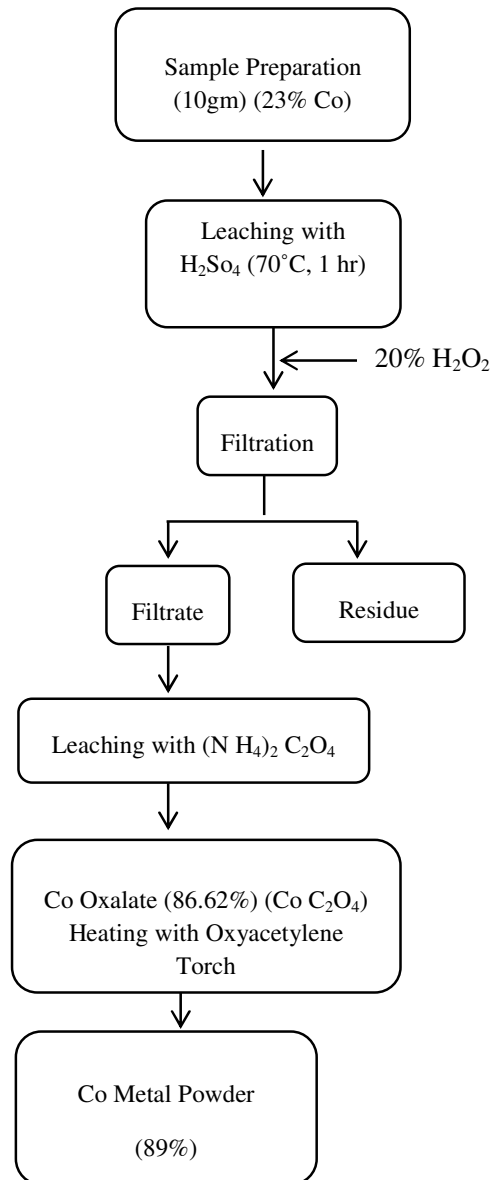 Sample Preparation
(10gm) (23% Co)
Leaching with
H₂So₄ (70˚C, 1 hr)
20% H₂O₂
Filtration
Filtrate
Residue
Leaching with (N H₄)₂ C₂O₄
Co Oxalate (86.62%) (Co C₂O₄)
Heating with Oxyacetylene
Torch
Co Metal Powder
(89%)